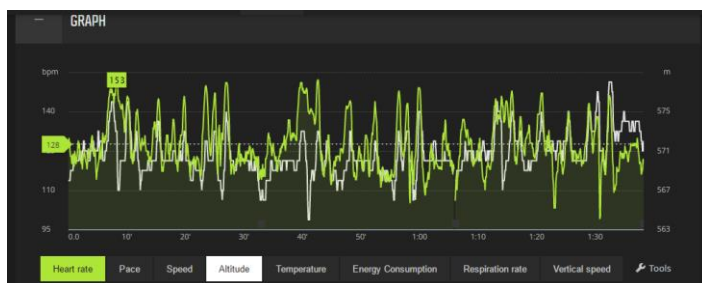 GRAPH
bpm m
153
140 575
128 571
110 567
95 563
0.0 10' 20' 30' 40' 50' 1:00 1:10 1:20 1:30
Heart rate Pace Speed Altitude Temperature Energy Consumption Respiration rate Vertical speed Tools